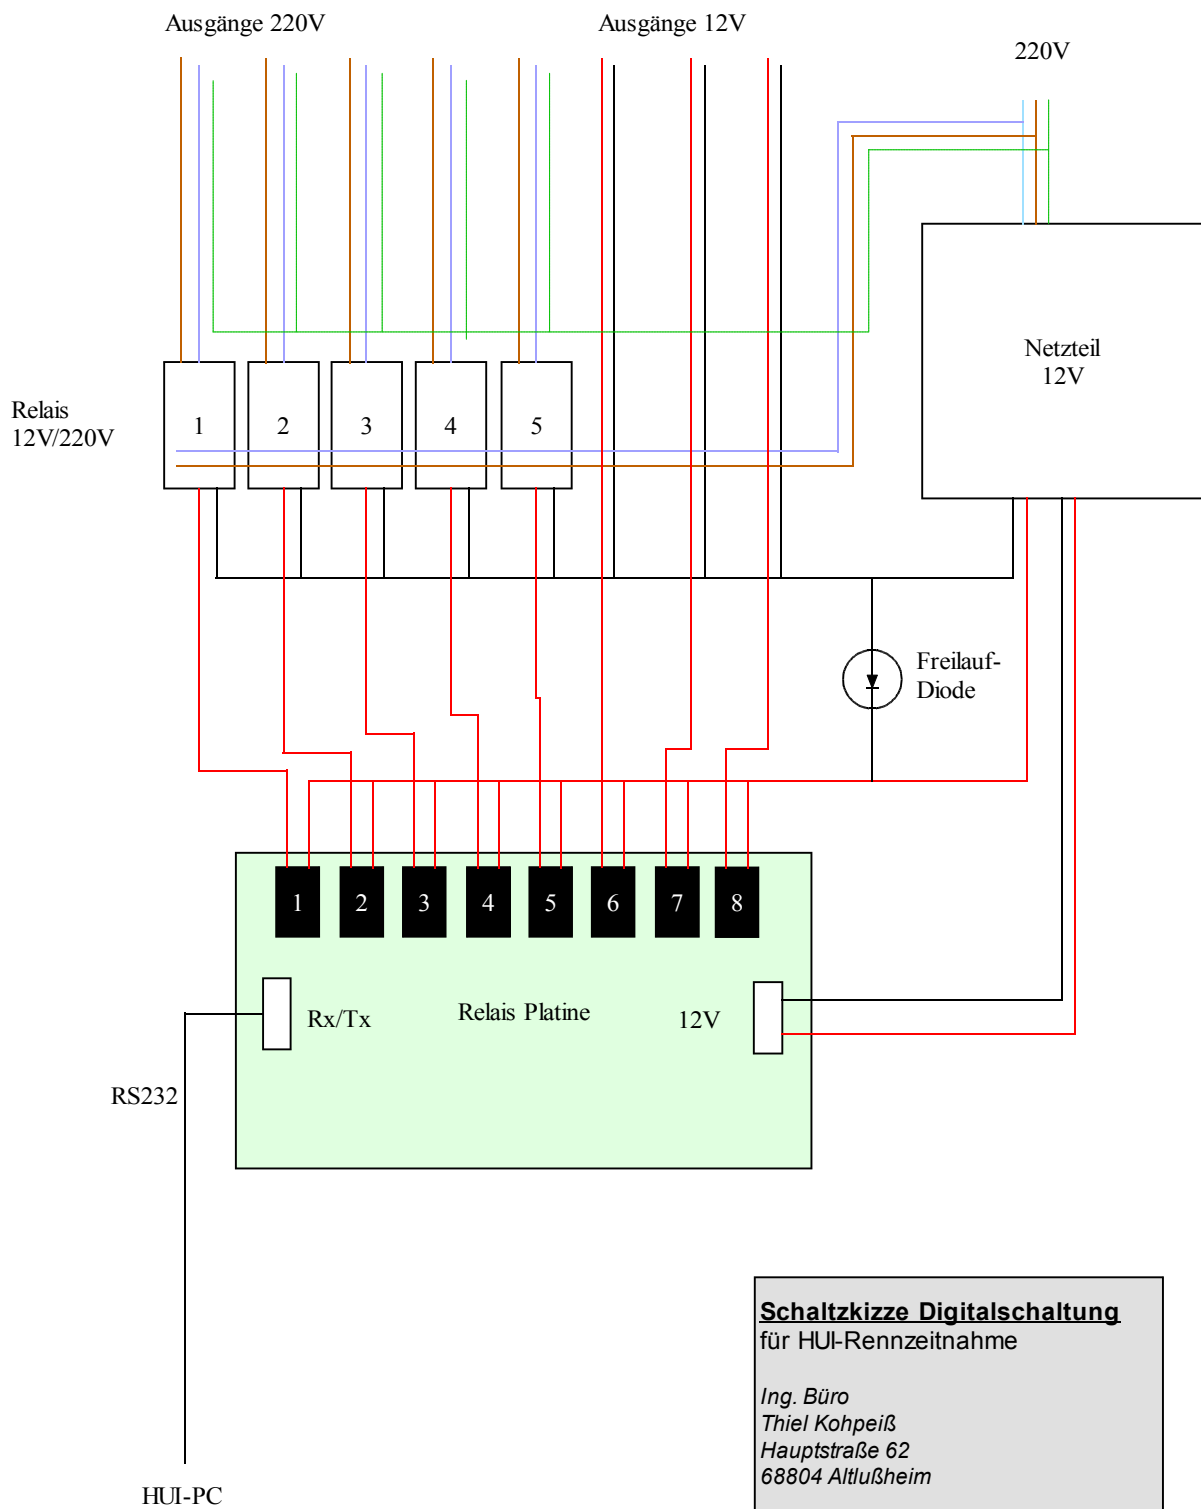 Ausgänge 220V
Ausgänge 12V
220V
Netzteil
12V
Relais
12V/220V
1
2
3
4
5
Freilauf-
Diode
1
2
3
4
5
6
7
8
Rx/Tx
Relais Platine
12V
RS232
HUI-PC
Schaltzkizze Digitalschaltung
für HUI-Rennzeitnahme
Ing. Büro
Thiel Kohpeiß
Hauptstraße 62
68804 Altlußheim